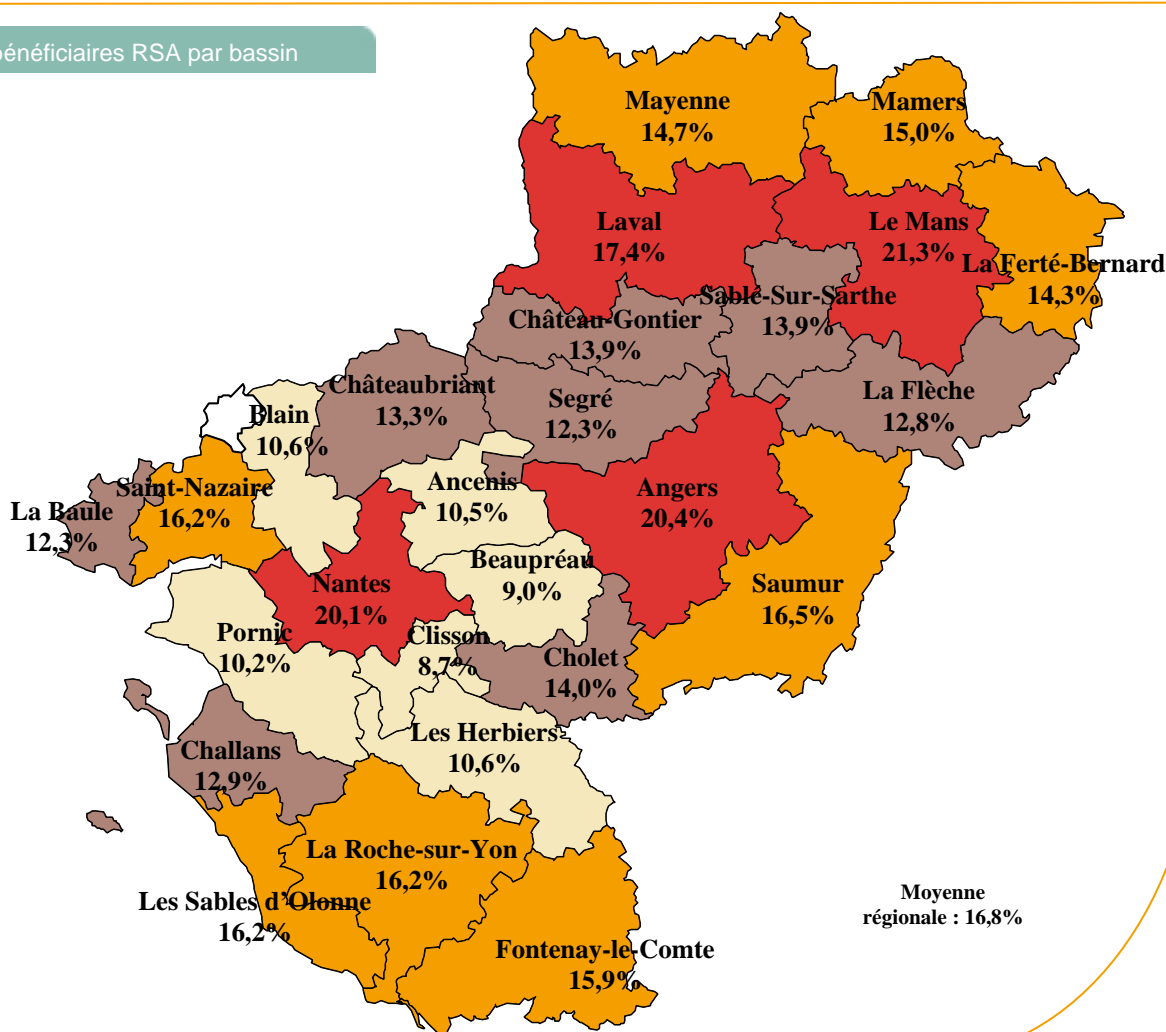 bénéficiaires RSA par bassin
Mayenne
14,7%
Mamers
15,0%
Laval
17,4%
Le Mans
21,3%
La Ferté-Bernard
14,3%
Sablé-Sur-Sarthe
13,9%
Château-Gontier
13,9%
Châteaubriant
13,3%
Segré
12,3%
La Flèche
12,8%
Blain
10,6%
Saint-Nazaire
16,2%
La Baule
12,3%
Ancenis
10,5%
Angers
20,4%
Beaupréau
9,0%
Nantes
20,1%
Saumur
16,5%
Pornic
10,2%
Clisson
8,7%
Cholet
14,0%
Les Herbiers
10,6%
Challans
12,9%
La Roche-sur-Yon
16,2%
Les Sables d’Olonne
16,2%
Fontenay-le-Comte
15,9%
Moyenne
régionale : 16,8%